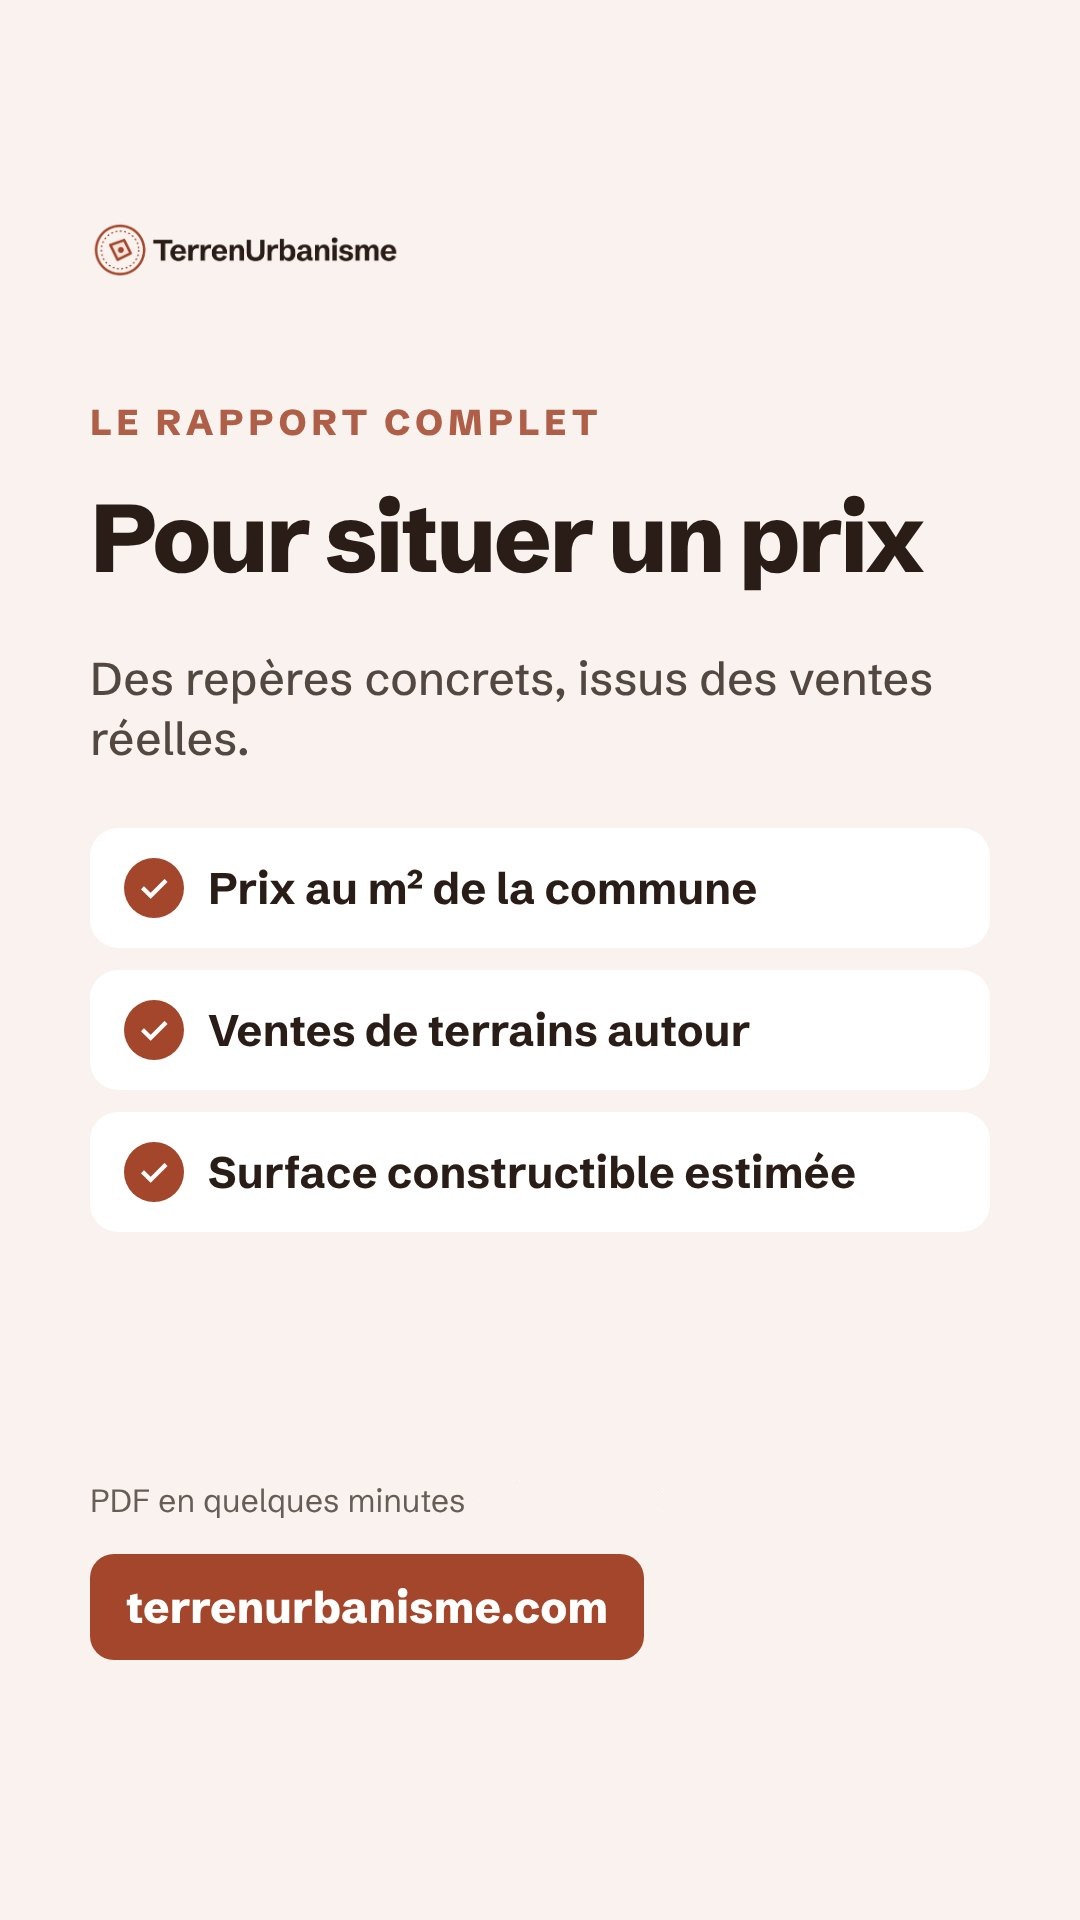 TerrenUrbanisme
LE RAPPORT COMPLET
Pour situer un prix
Des repères concrets, issus des ventes
réelles.
Prix au m² de la commune
Ventes de terrains autour
Surface constructible estimée
PDF en quelques minutes
terrenurbanisme.com